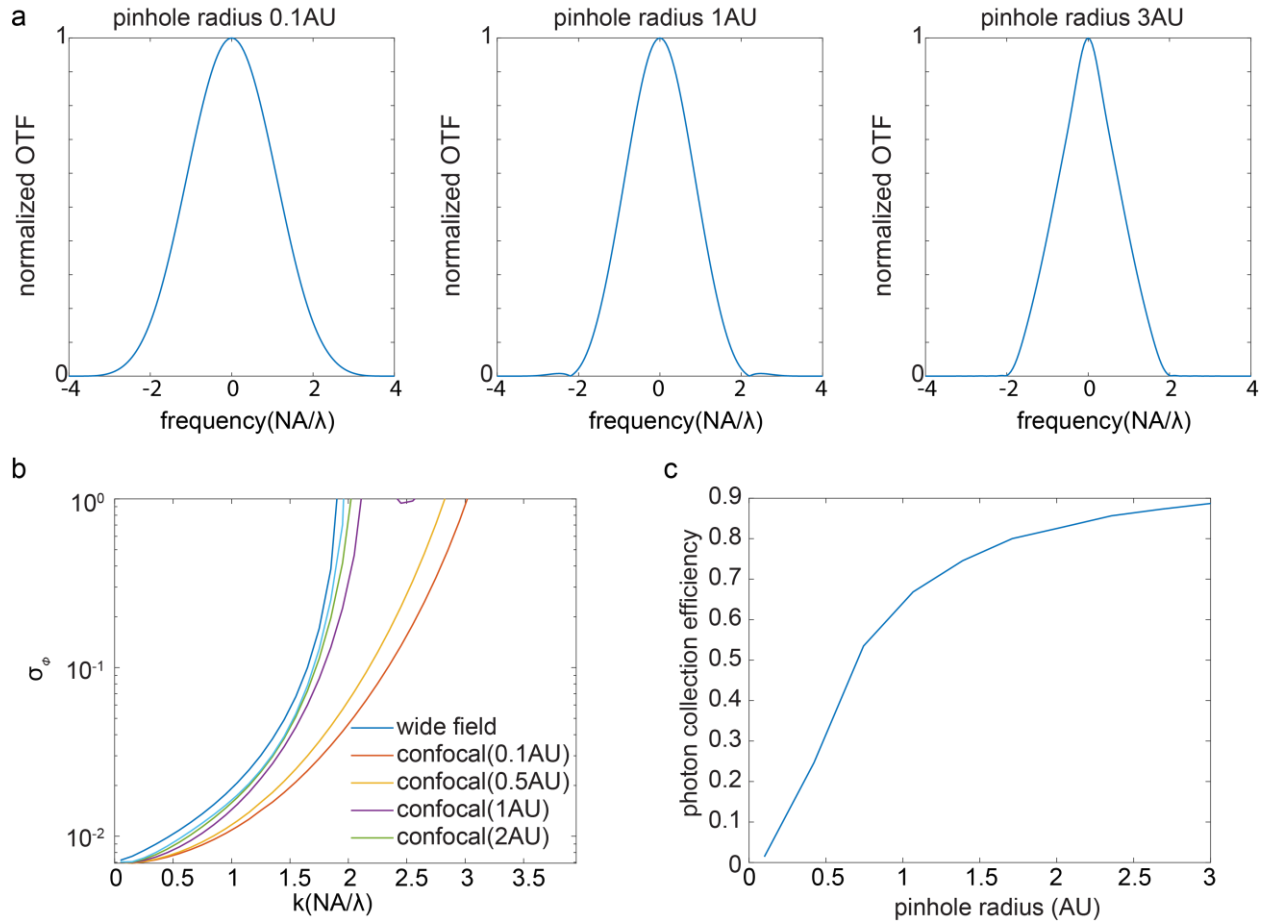 a
pinhole radius 0.1AU
pinhole radius 1AU
pinhole radius 3AU
1
0
normalized OTF
-4
-2
0
2
4
frequency(NA/λ)
1
0
normalized OTF
-4
-2
0
2
4
frequency(NA/λ)
1
0
normalized OTF
-4
-2
0
2
4
frequency(NA/λ)
b
10⁰
10⁻¹
10⁻²
σ_Φ
0
0.5
1
1.5
2
2.5
3
3.5
k(NA/λ)
wide field
confocal(0.1AU)
confocal(0.5AU)
confocal(1AU)
confocal(2AU)
c
0.9
0.8
0.7
0.6
0.5
0.4
0.3
0.2
0.1
0
photon collection efficiency
0
0.5
1
1.5
2
2.5
3
pinhole radius (AU)